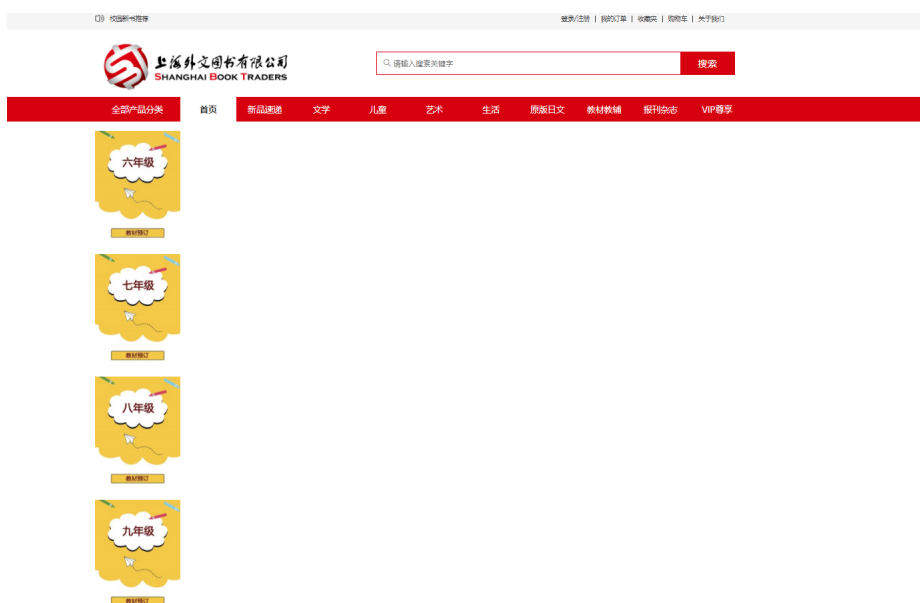 校园新书推荐
登录/注册 | 我的订单 | 收藏夹 | 购物车 | 关于我们
上海外文图书有限公司
SHANGHAI BOOK TRADERS
请输入搜索关键字
搜索
全部产品分类 首页 新品速递 文学 儿童 艺术 生活 原版日文 教材教辅 报刊杂志 VIP尊享
六年级
教材预订
七年级
教材预订
八年级
教材预订
九年级
教材预订